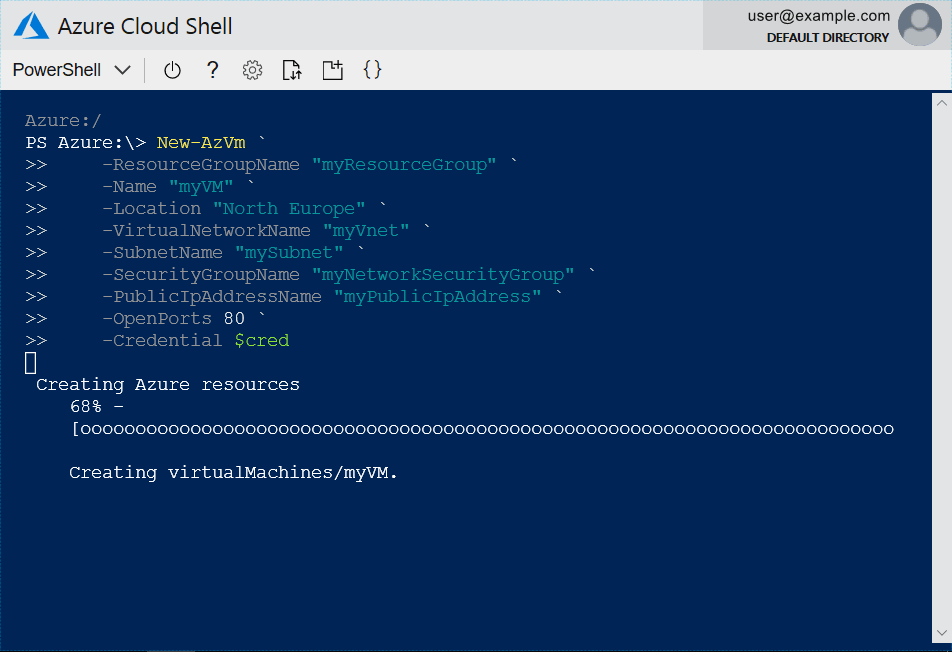 Azure Cloud Shell
user@example.com
DEFAULT DIRECTORY
PowerShell
? { }
Azure:/
PS Azure:\> New-AzVm `
>>     -ResourceGroupName "myResourceGroup" `
>>     -Name "myVM" `
>>     -Location "North Europe" `
>>     -VirtualNetworkName "myVnet" `
>>     -SubnetName "mySubnet" `
>>     -SecurityGroupName "myNetworkSecurityGroup" `
>>     -PublicIpAddressName "myPublicIpAddress" `
>>     -OpenPorts 80 `
>>     -Credential $cred
Creating Azure resources
68% -
[oooooooooooooooooooooooooooooooooooooooooooooooooooooooooooooooooooooooooo
Creating virtualMachines/myVM.